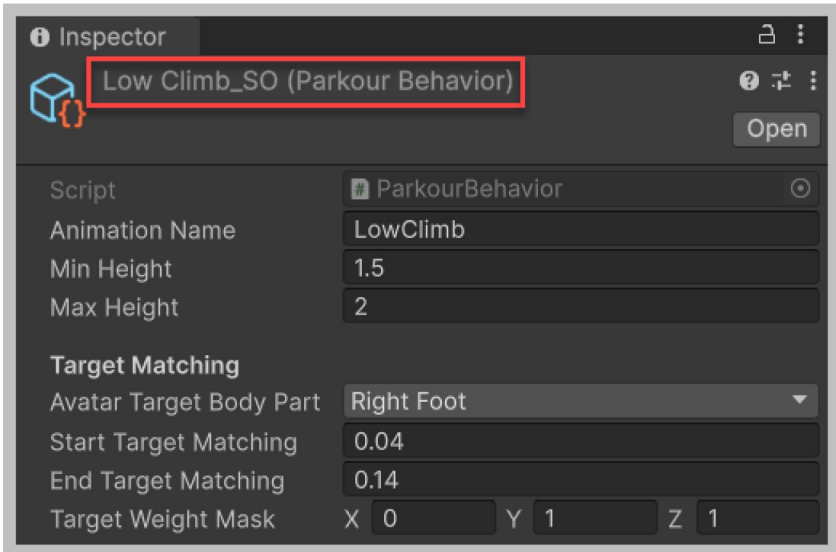 Inspector
Low Climb_SO (Parkour Behavior)
Open
Script # ParkourBehavior
Animation Name LowClimb
Min Height 1.5
Max Height 2
Target Matching
Avatar Target Body Part Right Foot
Start Target Matching 0.04
End Target Matching 0.14
Target Weight Mask X 0 Y 1 Z 1